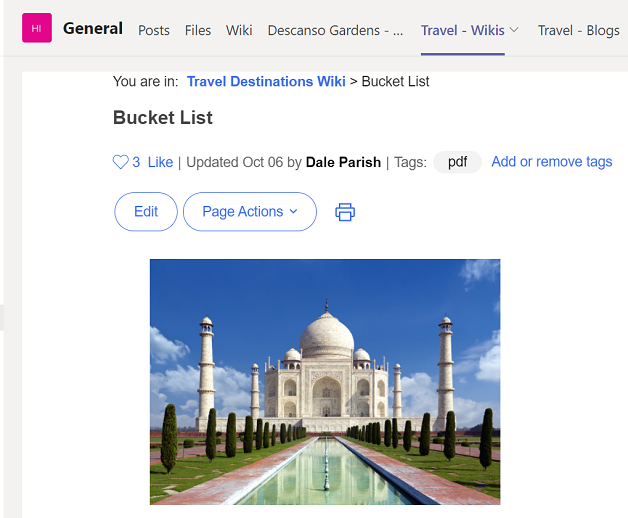 HI General Posts Files Wiki Descanso Gardens - ... Travel - Wikis Travel - Blogs
You are in: Travel Destinations Wiki > Bucket List
Bucket List
3 Like | Updated Oct 06 by Dale Parish | Tags: pdf Add or remove tags
Edit Page Actions